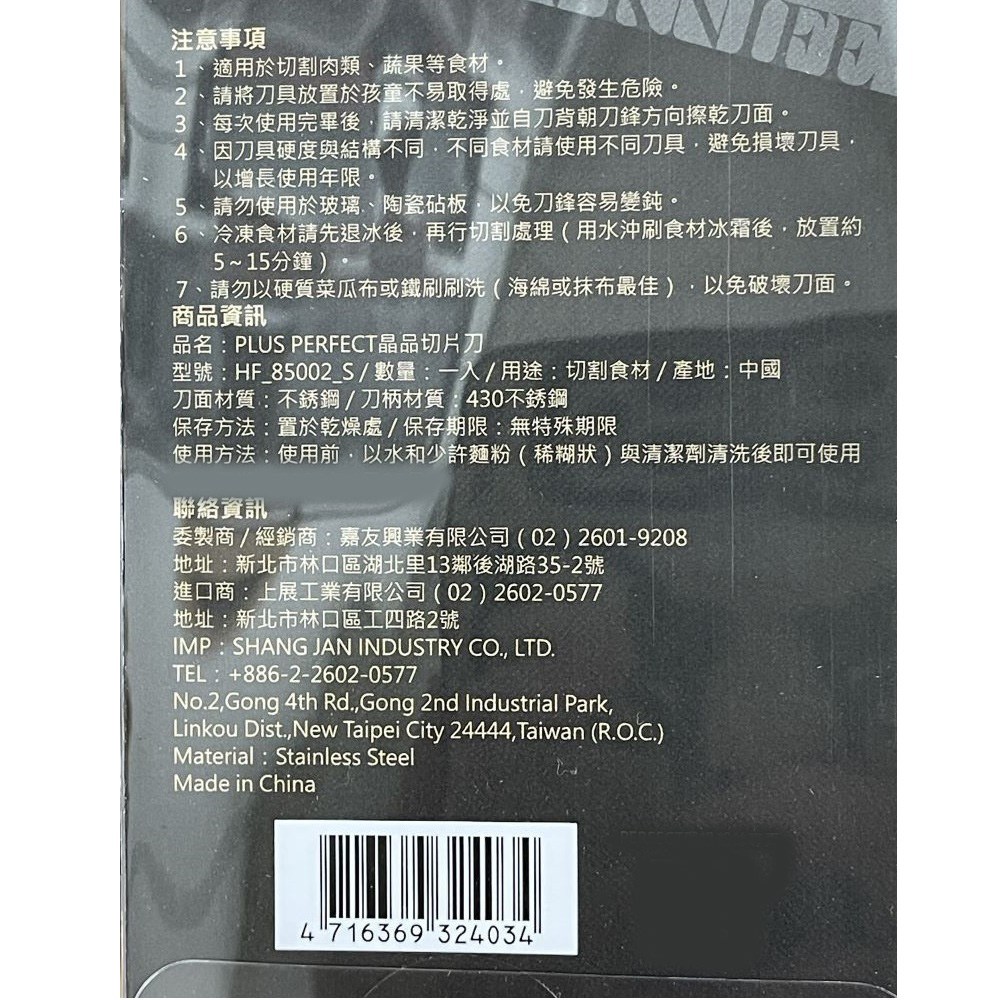 KNIFE
注意事項
1、適用於切割肉類、蔬果等食材。
2、請將刀具放置於孩童不易取得處，避免發生危險。
3、每次使用完畢後，請清潔乾淨並自刀背朝刀鋒方向擦乾刀面。
4、因刀具硬度與結構不同，不同食材請使用不同刀具，避免損壞刀具，
以增長使用年限。
5、請勿使用於玻璃、陶瓷砧板，以免刀鋒容易變鈍。
6、冷凍食材請先退冰後，再行切割處理（用水沖刷食材冰霜後，放置約
5~15分鐘）。
7、請勿以硬質菜瓜布或鐵刷刷洗（海綿或抹布最佳），以免破壞刀面。
商品資訊
品名：PLUS PERFECT晶品切片刀
型號：HF_85002_S / 數量：一入 / 用途：切割食材 / 產地：中國
刀面材質：不銹鋼 / 刀柄材質：430不銹鋼
保存方法：置於乾燥處 / 保存期限：無特殊期限
使用方法：使用前，以水和少許麵粉（稀糊狀）與清潔劑清洗後即可使用
聯絡資訊
委製商 / 經銷商：嘉友興業有限公司（02）2601-9208
地址：新北市林口區湖北里13鄰後湖路35-2號
進口商：上展工業有限公司（02）2602-0577
地址：新北市林口區工四路2號
IMP：SHANG JAN INDUSTRY CO., LTD.
TEL：+886-2-2602-0577
No.2,Gong 4th Rd.,Gong 2nd Industrial Park,
Linkou Dist.,New Taipei City 24444,Taiwan (R.O.C.)
Material：Stainless Steel
Made in China
4 716369 324034